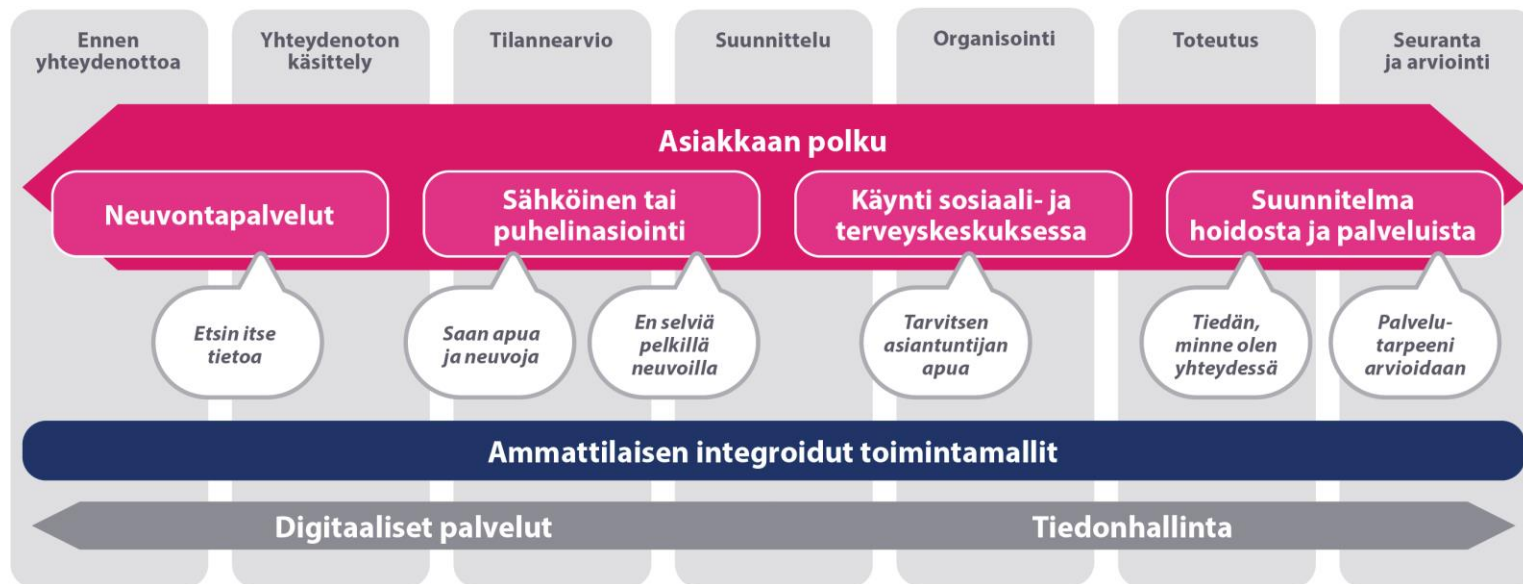 Ennen
yhteydenottoa
Yhteydenoton
käsittely
Tilannearvio
Suunnittelu
Organisointi
Toteutus
Seuranta
ja arviointi
Asiakkaan polku
Neuvontapalvelut
Sähköinen tai
puhelinasiointi
Käynti sosiaali- ja
terveyskeskuksessa
Suunnitelma
hoidosta ja palveluista
Etsin itse
tietoa
Saan apua
ja neuvoja
En selviä
pelkillä
neuvoilla
Tarvitsen
asiantuntijan
apua
Tiedän,
minne olen
yhteydessä
Palvelu-
tarpeeni
arvioidaan
Ammattilaisen integroidut toimintamallit
Digitaaliset palvelut
Tiedonhallinta